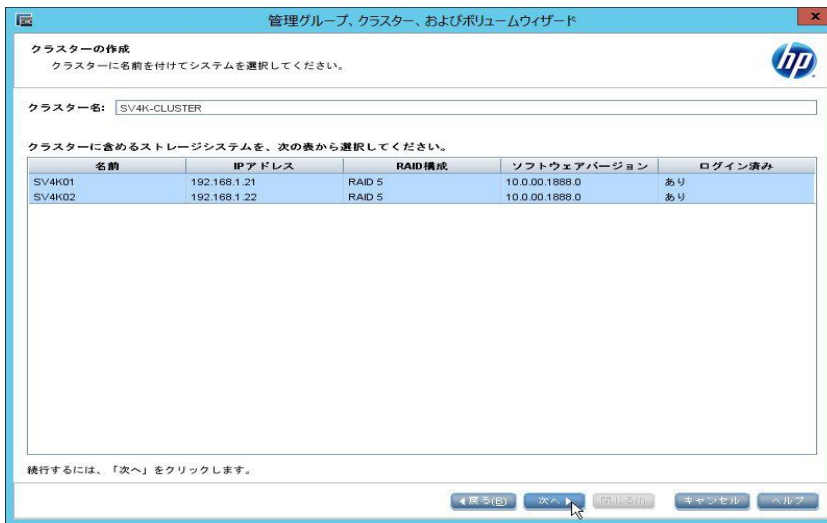 管理グループ、クラスター、およびボリュームウィザード
x
クラスターの作成
クラスターに名前を付けてシステムを選択してください。
hp
クラスター名: SV4K-CLUSTER
クラスターに含めるストレージシステムを、次の表から選択してください。
名前 IPアドレス RAID構成 ソフトウェアバージョン ログイン済み
SV4K01 192.168.1.21 RAID 5 10.0.00.1888.0 あり
SV4K02 192.168.1.22 RAID 5 10.0.00.1888.0 あり
続行するには、「次へ」をクリックします。
戻る(B) 次へ キャンセル ヘルプ